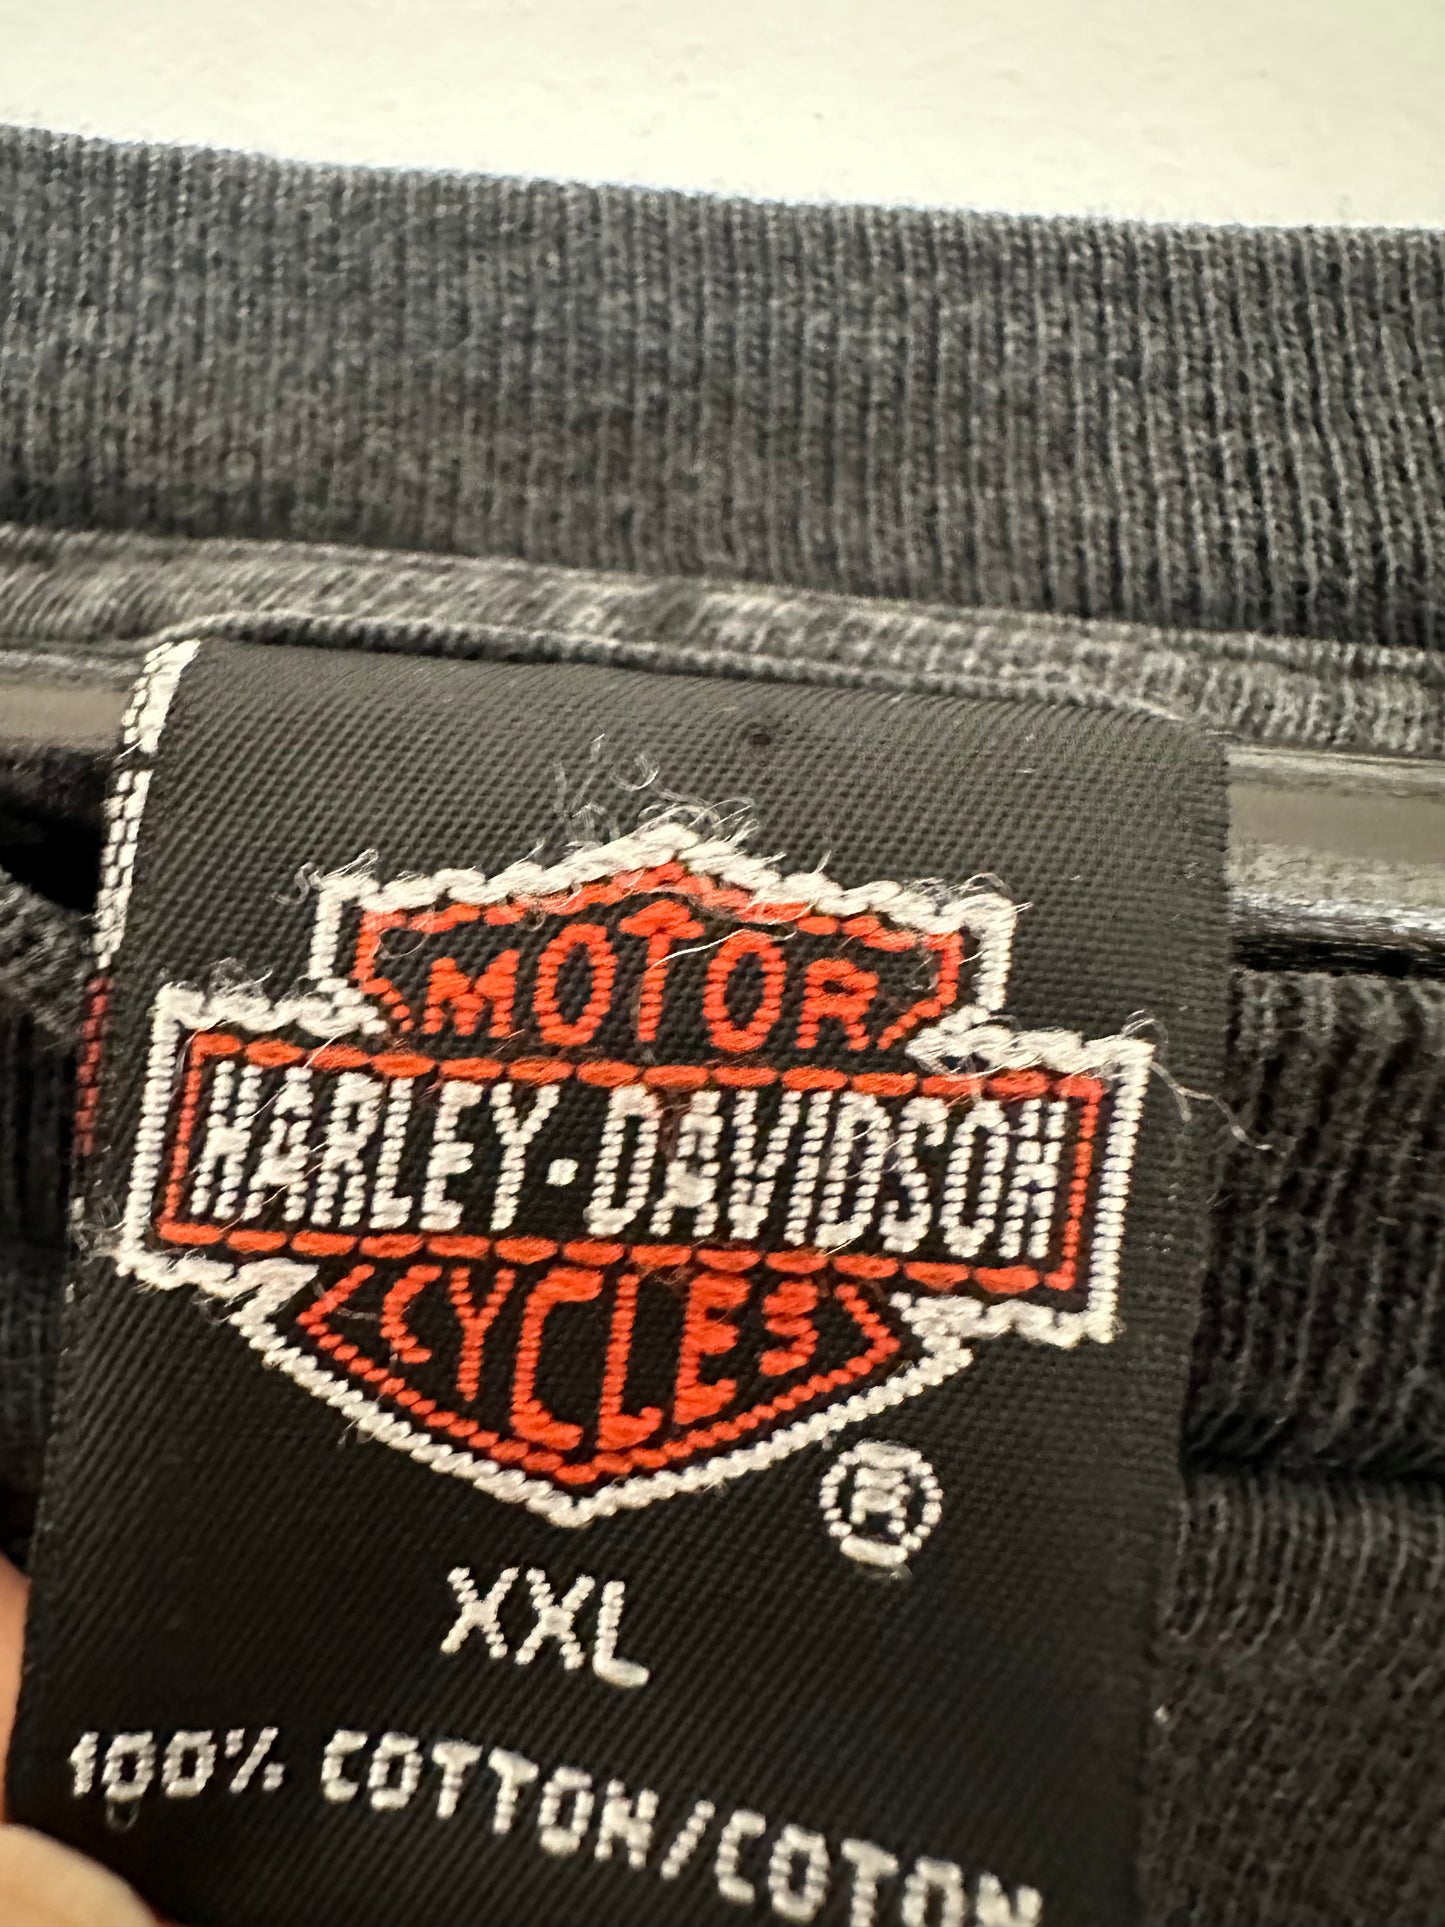 MOTOR
HARLEY·DAVIDSON
CYCLES
®
XXL
100% COTTON/COTON